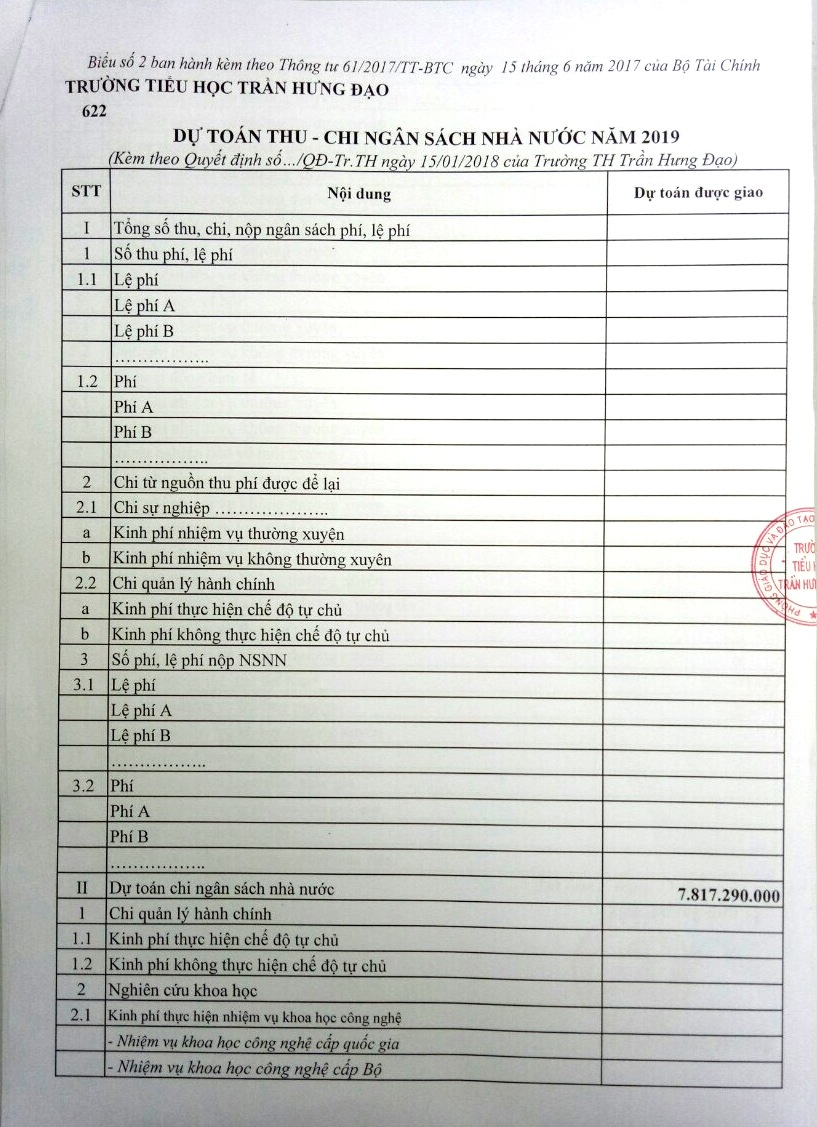 Biểu số 2 ban hành kèm theo Thông tư 61/2017/TT-BTC ngày 15 tháng 6 năm 2017 của Bộ Tài Chính
TRƯỜNG TIỂU HỌC TRẦN HƯNG ĐẠO
622
DỰ TOÁN THU - CHI NGÂN SÁCH NHÀ NƯỚC NĂM 2019
(Kèm theo Quyết định số.../QĐ-Tr.TH ngày 15/01/2018 của Trường TH Trần Hưng Đạo)
STT Nội dung Dự toán được giao
I Tổng số thu, chi, nộp ngân sách phí, lệ phí
1 Số thu phí, lệ phí
1.1 Lệ phí
Lệ phí A
Lệ phí B
……………..
1.2 Phí
Phí A
Phí B
……………..
2 Chi từ nguồn thu phí được để lại
2.1 Chi sự nghiệp ………………..
a Kinh phí nhiệm vụ thường xuyên
b Kinh phí nhiệm vụ không thường xuyên
2.2 Chi quản lý hành chính
a Kinh phí thực hiện chế độ tự chủ
b Kinh phí không thực hiện chế độ tự chủ
3 Số phí, lệ phí nộp NSNN
3.1 Lệ phí
Lệ phí A
Lệ phí B
……………..
3.2 Phí
Phí A
Phí B
……………..
II Dự toán chi ngân sách nhà nước 7.817.290.000
1 Chi quản lý hành chính
1.1 Kinh phí thực hiện chế độ tự chủ
1.2 Kinh phí không thực hiện chế độ tự chủ
2 Nghiên cứu khoa học
2.1 Kinh phí thực hiện nhiệm vụ khoa học công nghệ
- Nhiệm vụ khoa học công nghệ cấp quốc gia
- Nhiệm vụ khoa học công nghệ cấp Bộ
PHÒNG GIÁO DỤC VÀ ĐÀO TẠO
TIỂU
TRẦN